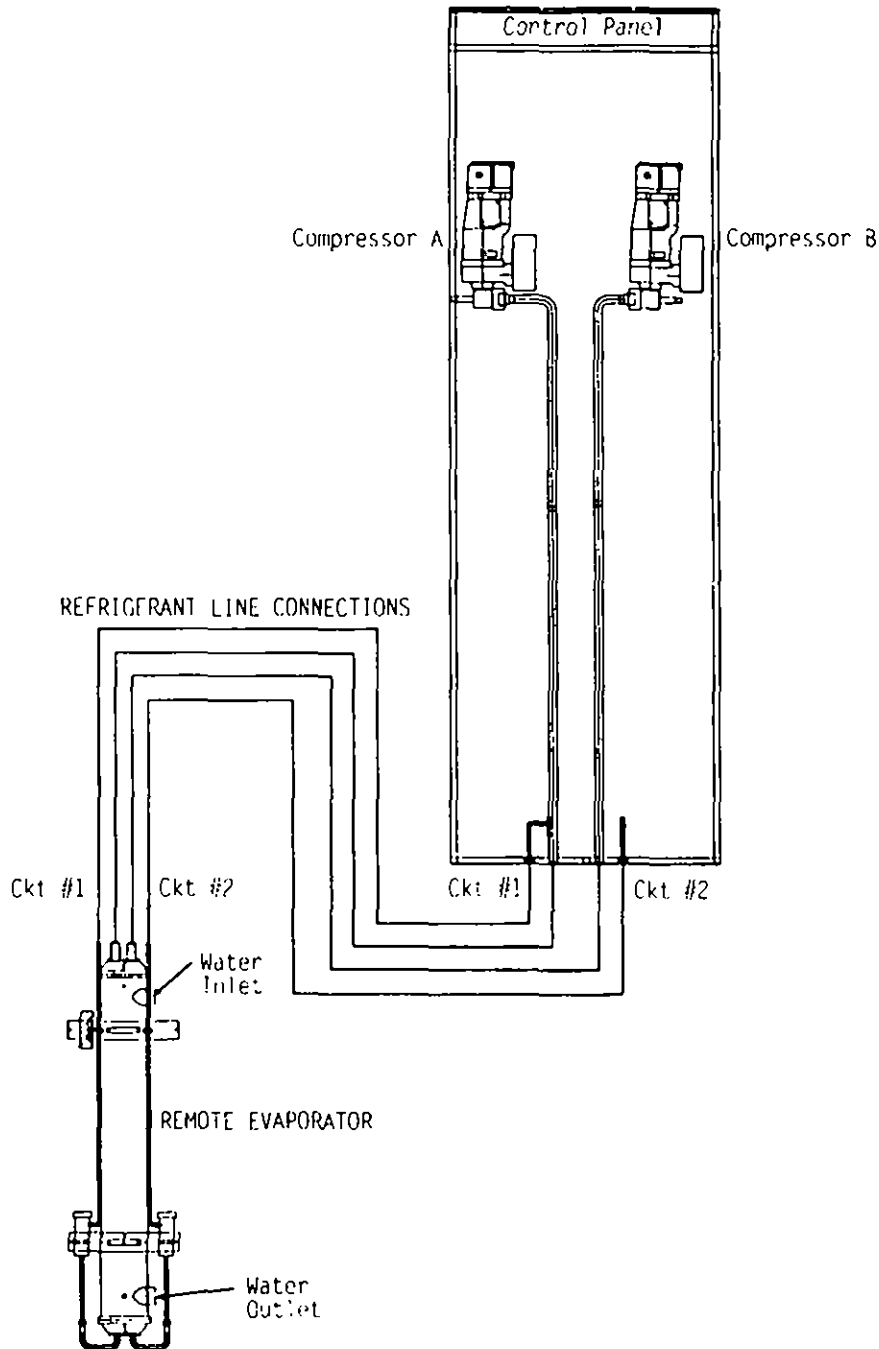 Control Panel
Compressor A
Compressor B
REFRIGERANT LINE CONNECTIONS
Ckt #1
Ckt #2
Ckt #1
Ckt #2
Water
Inlet
REMOTE EVAPORATOR
Water
Outlet